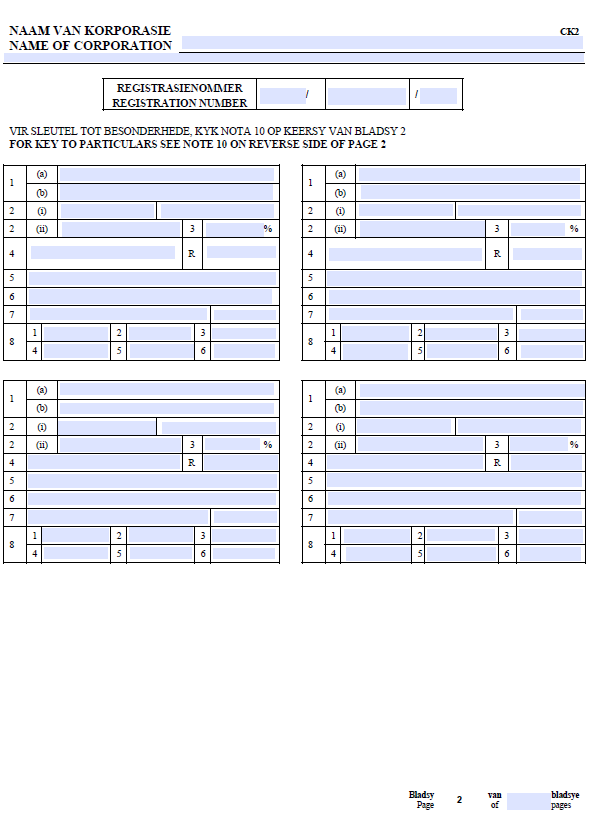 NAAM VAN KORPORASIE
CK2
NAME OF CORPORATION
REGISTRASIENOMMER
REGISTRATION NUMBER / /
VIR SLEUTEL TOT BESONDERHEDE, KYK NOTA 10 OP KEERSY VAN BLADSY 2
FOR KEY TO PARTICULARS SEE NOTE 10 ON REVERSE SIDE OF PAGE 2
1 (a)
(b)
2 (i)
2 (ii) 3 %
4 R
5
6
7
8 1 2 3
4 5 6
1 (a)
(b)
2 (i)
2 (ii) 3 %
4 R
5
6
7
8 1 2 3
4 5 6
1 (a)
(b)
2 (i)
2 (ii) 3 %
4 R
5
6
7
8 1 2 3
4 5 6
1 (a)
(b)
2 (i)
2 (ii) 3 %
4 R
5
6
7
8 1 2 3
4 5 6
Bladsy 2 van bladsye
Page of pages